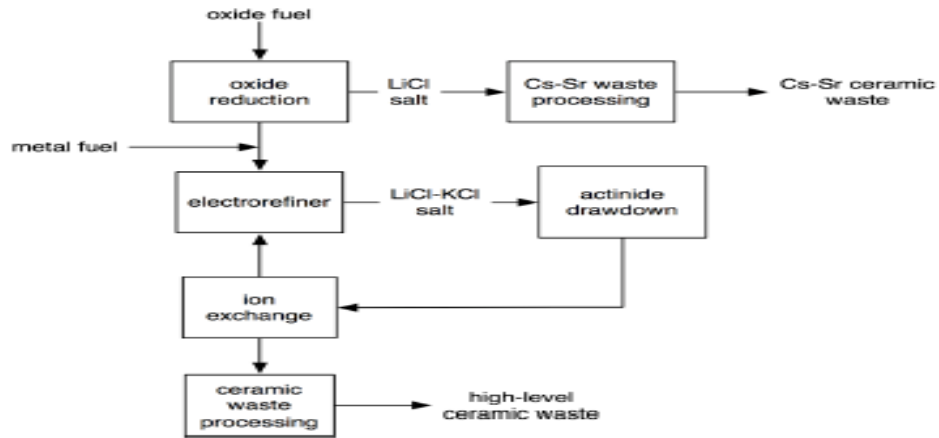 oxide fuel
oxide
reduction
LiCl
salt
Cs-Sr waste
processing
Cs-Sr ceramic
waste
metal fuel
electrorefiner
LiCl-KCl
salt
actinide
drawdown
ion
exchange
ceramic
waste
processing
high-level
ceramic waste